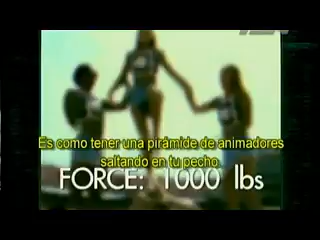 Es como tener una pirámide de animadores
saltando en tu pecho
FORCE: 1000 lbs